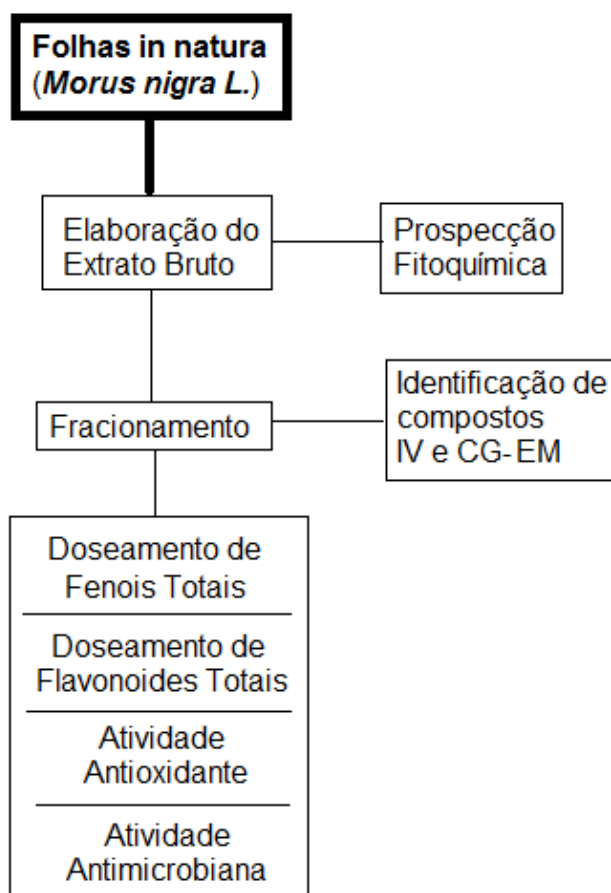 Folhas in natura
(Morus nigra L.)
Elaboração do
Extrato Bruto
Prospecção
Fitoquímica
Fracionamento
Identificação de
compostos
IV e CG-EM
Doseamento de
Fenois Totais
Doseamento de
Flavonoides Totais
Atividade
Antioxidante
Atividade
Antimicrobiana